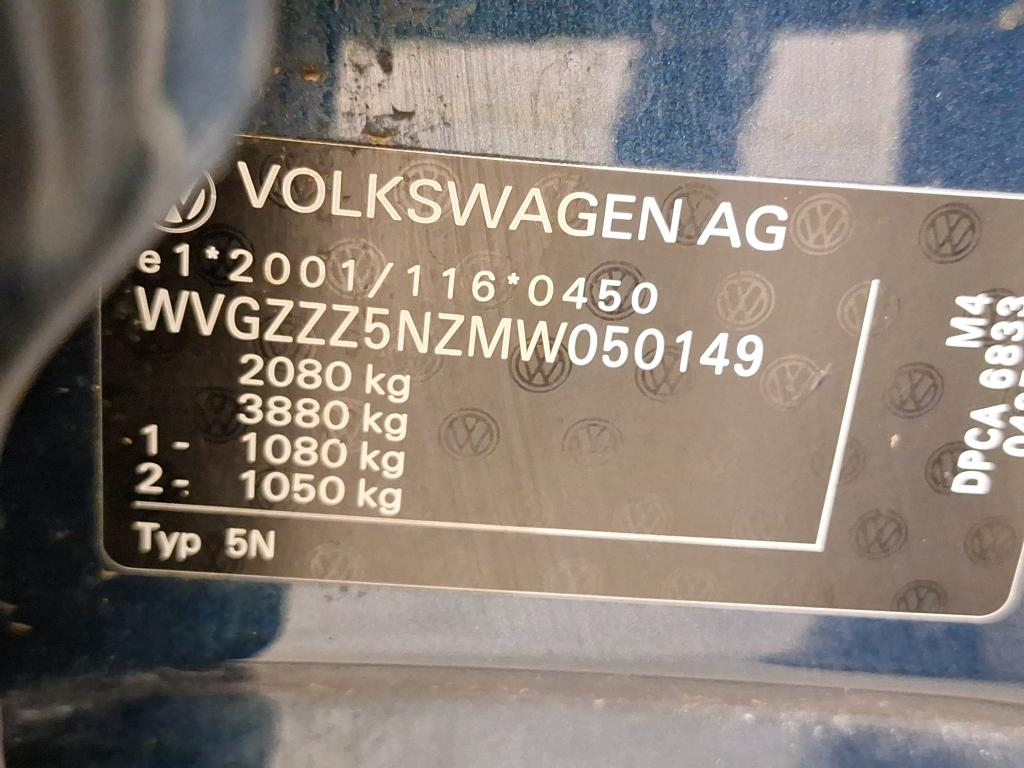 VOLKSWAGEN AG
e1*2001/116*0450
WVGZZZ5NZMW050149
2080 kg
3880 kg
1- 1080 kg
2- 1050 kg
Typ 5N
M4
DPCA 6833